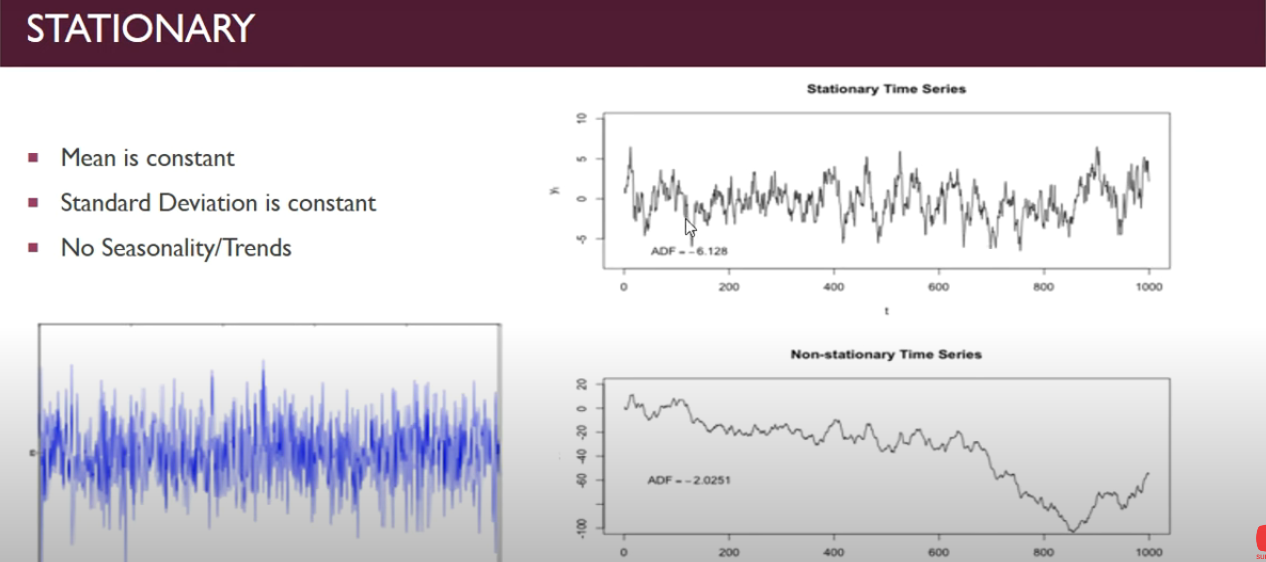 STATIONARY
Mean is constant
Standard Deviation is constant
No Seasonality/Trends
Stationary Time Series
10
5
0
-5
ADF = -6.128
0 200 400 600 800 1000
t
Non-stationary Time Series
20
0
-20
-40
-60
-100
ADF = -2.0251
0 200 400 600 800 1000